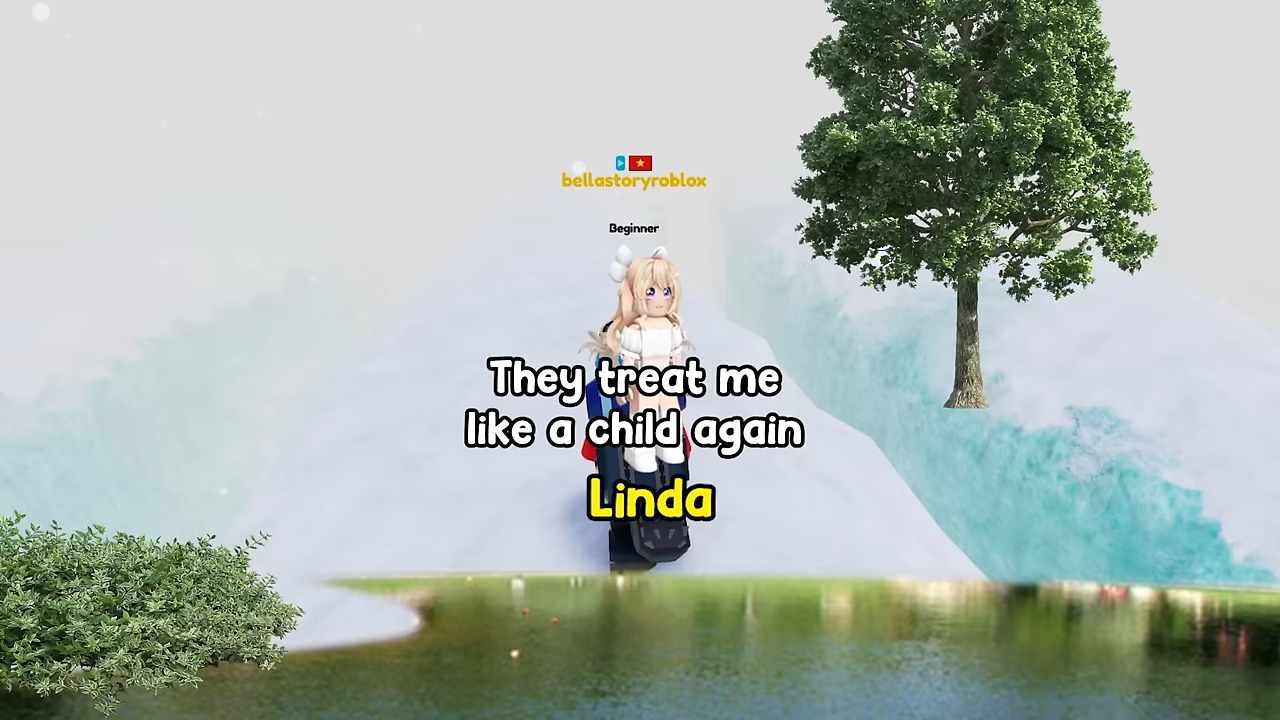 bellastoryroblox
Beginner
They treat me
like a child again
Linda